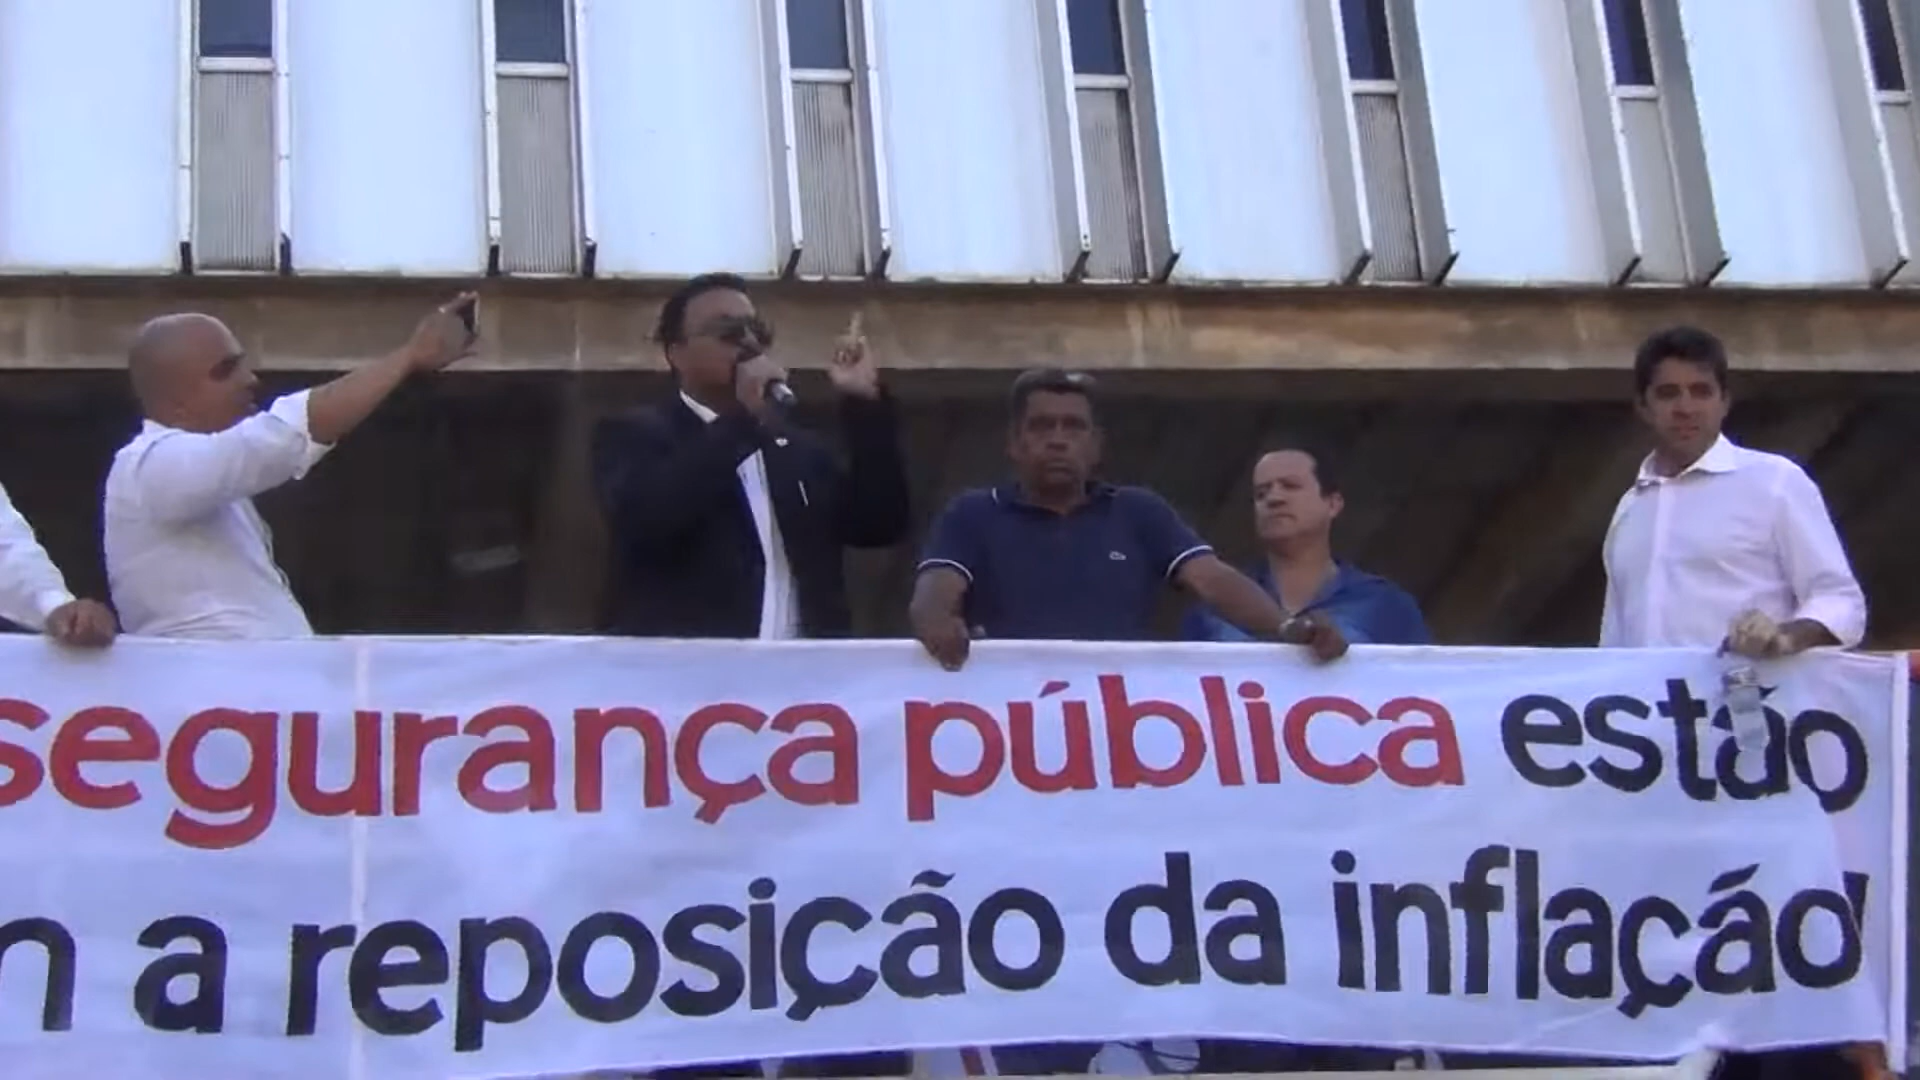 segurança pública estão
a reposição da inflação